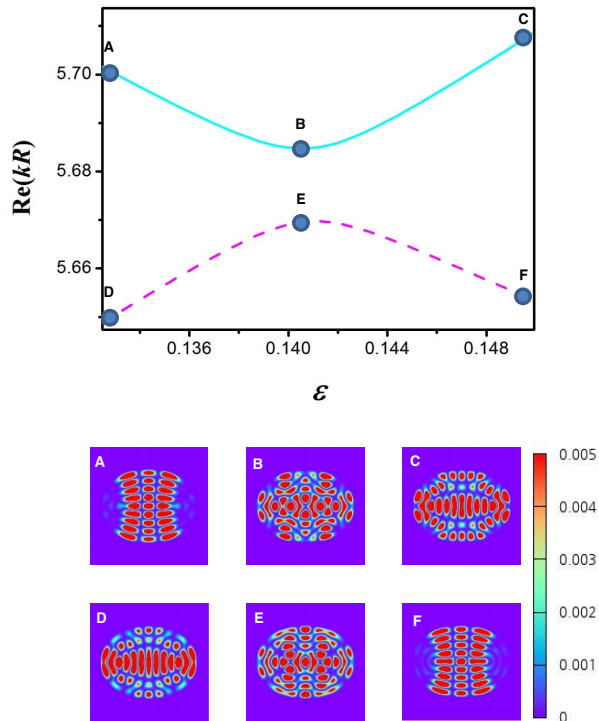 C
A
5.70
B
5.68
E
5.66
D
F
Re(kR)
0.136 0.140 0.144 0.148
ε
A B C
0.005
0.004
0.003
0.002
0.001
0
D E F